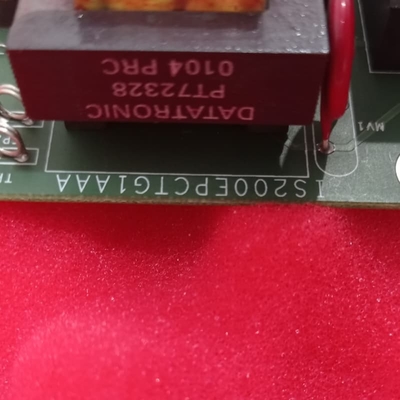 DATATRONIC
PT72328
0104 PRC
IS200EPCTG1AAA
MV1